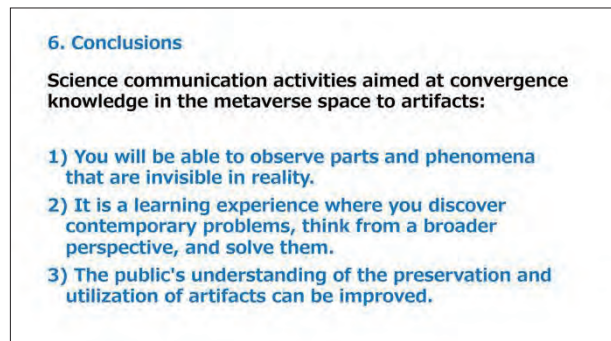 6. Conclusions
Science communication activities aimed at convergence
knowledge in the metaverse space to artifacts:
1) You will be able to observe parts and phenomena
that are invisible in reality.
2) It is a learning experience where you discover
contemporary problems, think from a broader
perspective, and solve them.
3) The public's understanding of the preservation and
utilization of artifacts can be improved.